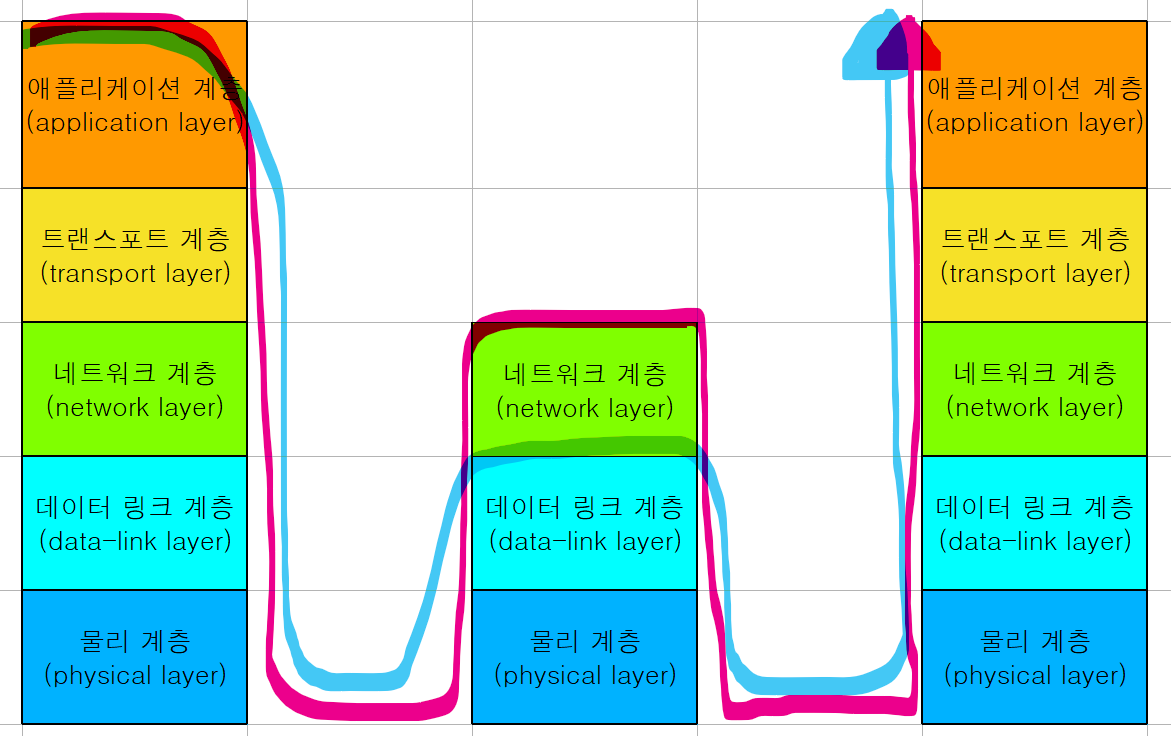 애플리케이션 계층
(application layer)
트랜스포트 계층
(transport layer)
네트워크 계층
(network layer)
데이터 링크 계층
(data-link layer)
물리 계층
(physical layer)
네트워크 계층
(network layer)
데이터 링크 계층
(data-link layer)
물리 계층
(physical layer)
애플리케이션 계층
(application layer)
트랜스포트 계층
(transport layer)
네트워크 계층
(network layer)
데이터 링크 계층
(data-link layer)
물리 계층
(physical layer)